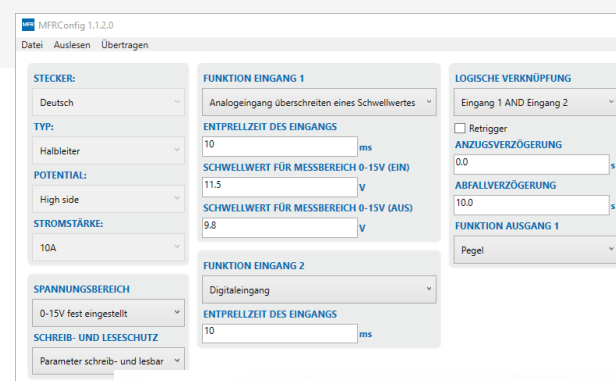 MFR MFRConfig 1.1.2.0
Datei Auslesen Übertragen
STECKER:
Deutsch
TYP:
Halbleiter
POTENTIAL:
High side
STROMSTÄRKE:
10A
SPANNUNGSBEREICH
0-15V fest eingestellt
SCHREIB- UND LESESCHUTZ
Parameter schreib- und lesbar
FUNKTION EINGANG 1
Analogeingang überschreiten eines Schwellwertes
ENTPRELLZEIT DES EINGANGS
10 ms
SCHWELLWERT FÜR MESSBEREICH 0-15V (EIN)
11.5 V
SCHWELLWERT FÜR MESSBEREICH 0-15V (AUS)
9.8 V
FUNKTION EINGANG 2
Digitaleingang
ENTPRELLZEIT DES EINGANGS
10 ms
LOGISCHE VERKNÜPFUNG
Eingang 1 AND Eingang 2
Retrigger
ANZUGSVERZÖGERUNG
0.0 s
ABFALLVERZÖGERUNG
10.0 s
FUNKTION AUSGANG 1
Pegel